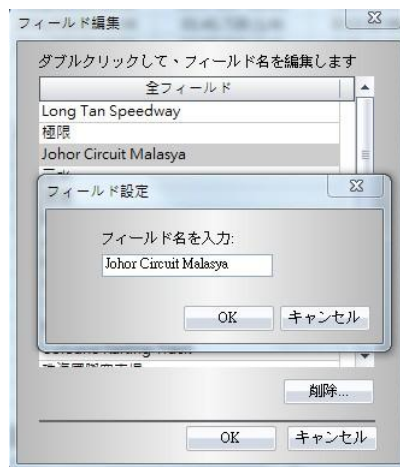 フィールド編集
ダブルクリックして、フィールド名を編集します
全フィールド
Long Tan Speedway
極限
Johor Circuit Malasya
フィールド設定
フィールド名を入力:
Johor Circuit Malasya
OK キャンセル
削除...
OK キャンセル